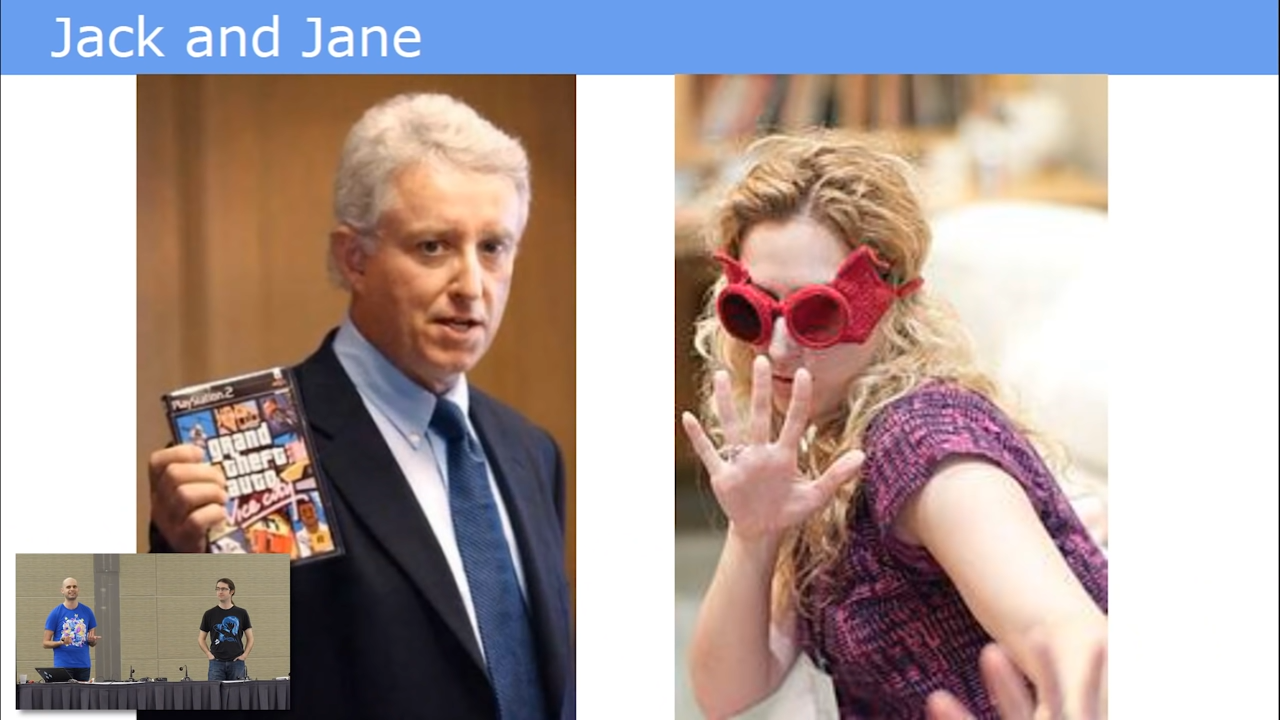 Jack and Jane
PlayStation 2
grand
theft
auto
Vice City